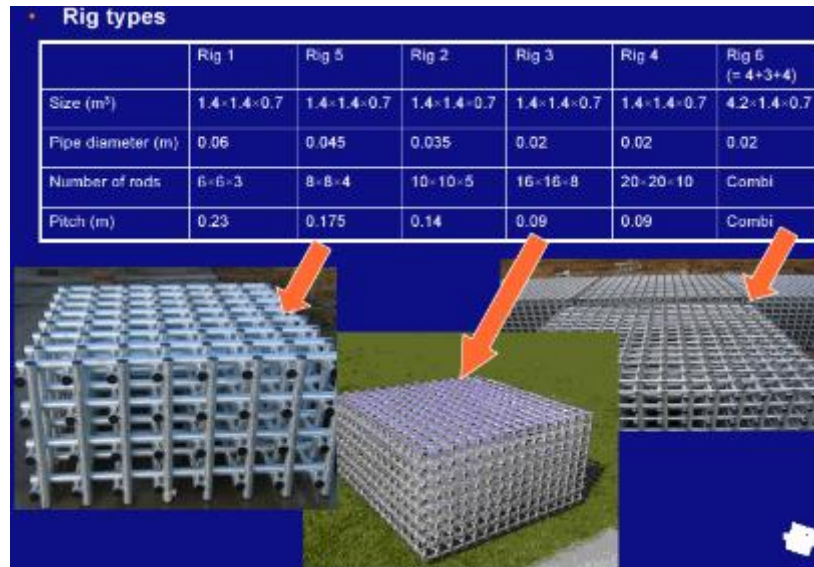 • Rig types
Rig 1 Rig 5 Rig 2 Rig 3 Rig 4 Rig 6
(= 4+3+4)
Size (m³) 1.4×1.4×0.7 1.4×1.4×0.7 1.4×1.4×0.7 1.4×1.4×0.7 1.4×1.4×0.7 4.2×1.4×0.7
Pipe diameter (m) 0.06 0.045 0.035 0.02 0.02 0.02
Number of rods 6×6×3 8×8×4 10×10×5 16×16×8 20×20×10 Combi
Pitch (m) 0.23 0.175 0.14 0.09 0.09 Combi